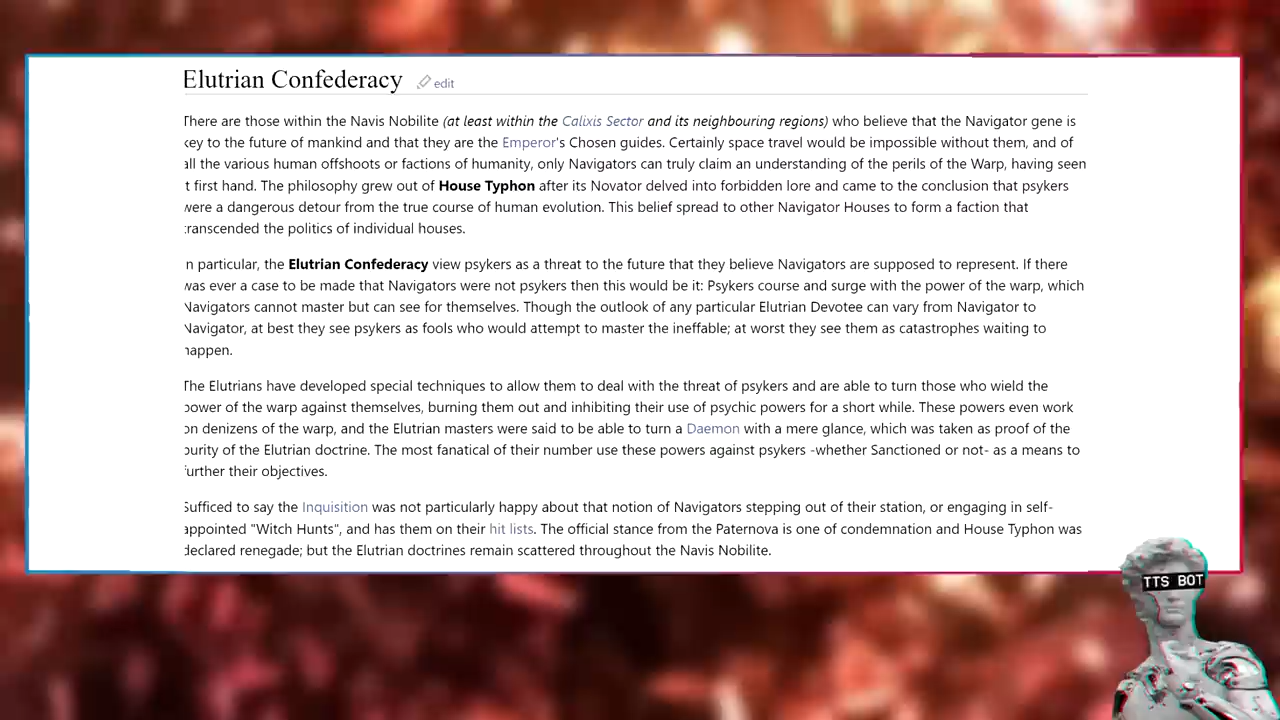 Elutrian Confederacy edit
There are those within the Navis Nobilite (at least within the Calixis Sector and its neighbouring regions) who believe that the Navigator gene is
key to the future of mankind and that they are the Emperor's Chosen guides. Certainly space travel would be impossible without them, and of
all the various human offshoots or factions of humanity, only Navigators can truly claim an understanding of the perils of the Warp, having seen
it first hand. The philosophy grew out of House Typhon after its Novator delved into forbidden lore and came to the conclusion that psykers
were a dangerous detour from the true course of human evolution. This belief spread to other Navigator Houses to form a faction that
transcended the politics of individual houses.
In particular, the Elutrian Confederacy view psykers as a threat to the future that they believe Navigators are supposed to represent. If there
was ever a case to be made that Navigators were not psykers then this would be it: Psykers course and surge with the power of the warp, which
Navigators cannot master but can see for themselves. Though the outlook of any particular Elutrian Devotee can vary from Navigator to
Navigator, at best they see psykers as fools who would attempt to master the ineffable; at worst they see them as catastrophes waiting to
happen.
The Elutrians have developed special techniques to allow them to deal with the threat of psykers and are able to turn those who wield the
power of the warp against themselves, burning them out and inhibiting their use of psychic powers for a short while. These powers even work
on denizens of the warp, and the Elutrian masters were said to be able to turn a Daemon with a mere glance, which was taken as proof of the
purity of the Elutrian doctrine. The most fanatical of their number use these powers against psykers -whether Sanctioned or not- as a means to
further their objectives.
Sufficed to say the Inquisition was not particularly happy about that notion of Navigators stepping out of their station, or engaging in self-
appointed "Witch Hunts", and has them on their hit lists. The official stance from the Paternova is one of condemnation and House Typhon was
declared renegade; but the Elutrian doctrines remain scattered throughout the Navis Nobilite.
TTS BOT